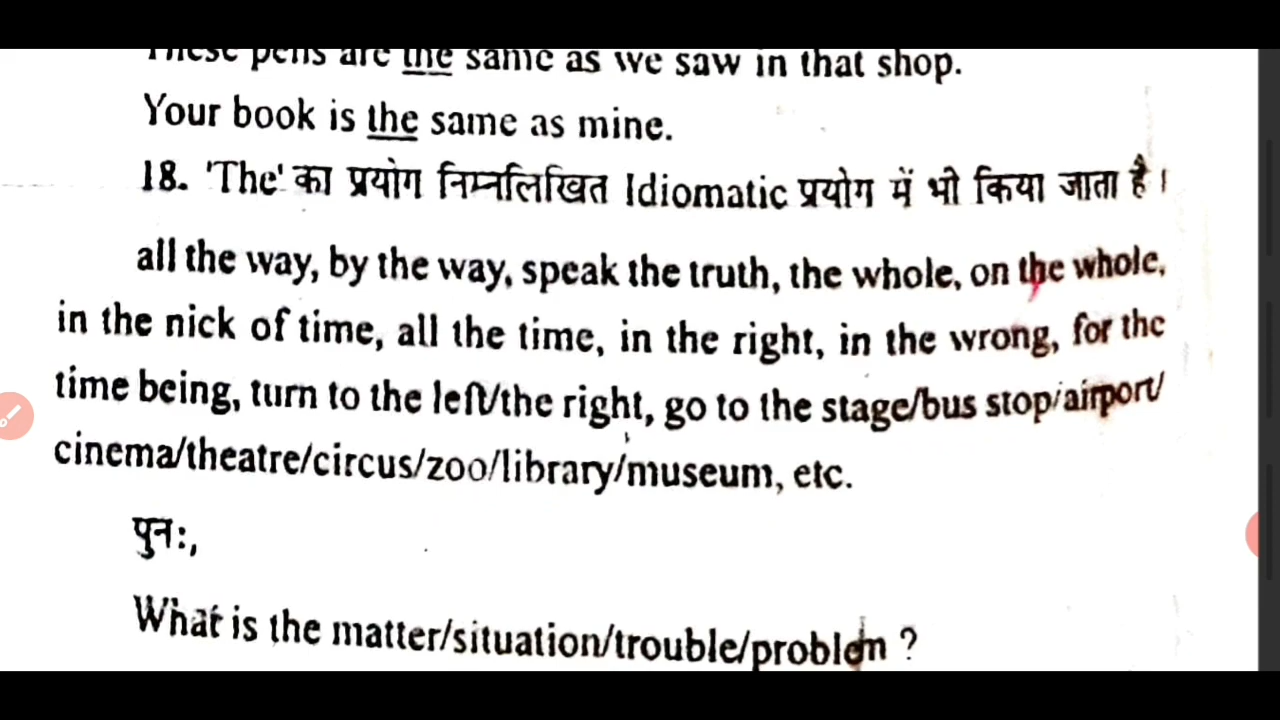 These pens are the same as we saw in that shop.
Your book is the same as mine.
18. 'The' का प्रयोग निम्नलिखित Idiomatic प्रयोग में भी किया जाता है।
all the way, by the way, speak the truth, the whole, on the whole,
in the nick of time, all the time, in the right, in the wrong, for the
time being, turn to the left/the right, go to the stage/bus stop/airport/
cinema/theatre/circus/zoo/library/museum, etc.
पुनः,
What is the matter/situation/trouble/problem ?